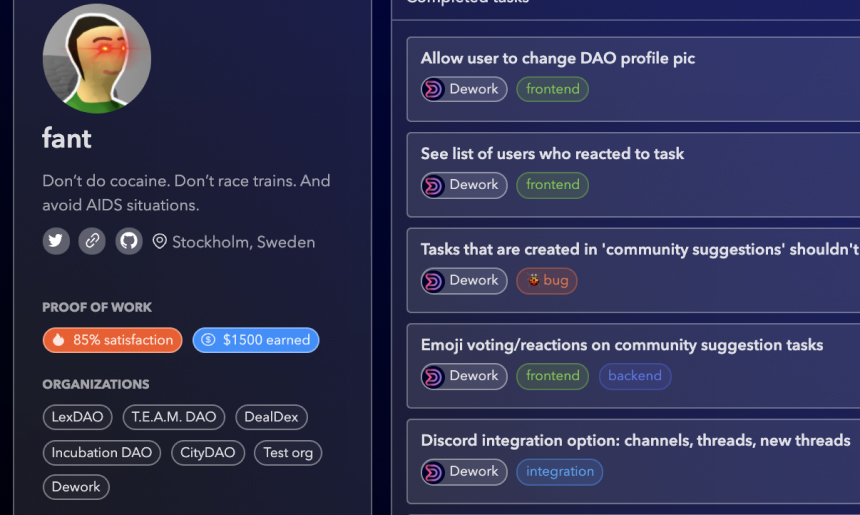 fant
Don't do cocaine. Don't race trains. And
avoid AIDS situations.
Stockholm, Sweden
PROOF OF WORK
85% satisfaction
$1500 earned
ORGANIZATIONS
LexDAO
T.E.A.M. DAO
DealDex
Incubation DAO
CityDAO
Test org
Dework
Completed tasks
Allow user to change DAO profile pic
Dework
frontend
See list of users who reacted to task
Dework
frontend
Tasks that are created in 'community suggestions' shouldn't
Dework
bug
Emoji voting/reactions on community suggestion tasks
Dework
frontend
backend
Discord integration option: channels, threads, new threads
Dework
integration